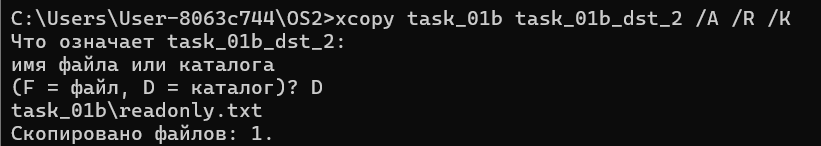 C:\Users\User-8063c744\OS2>xcopy task_01b task_01b_dst_2 /A /R /K
Что означает task_01b_dst_2:
имя файла или каталога
(F = файл, D = каталог)? D
task_01b\readonly.txt
Скопировано файлов: 1.